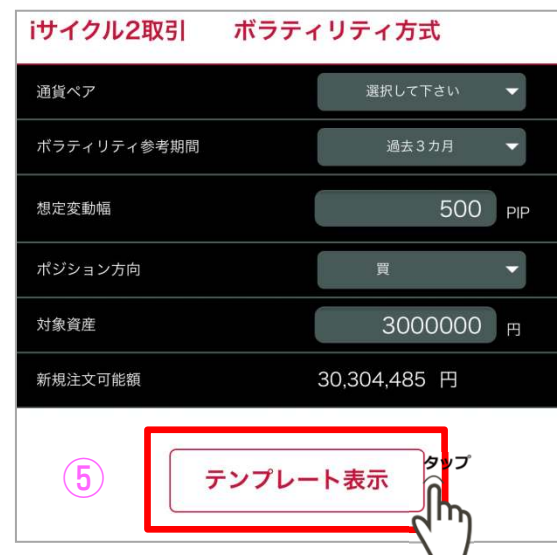 iサイクル2取引 ボラティリティ方式
通貨ペア 選択して下さい
ボラティリティ参考期間 過去3カ月
想定変動幅 500 PIP
ポジション方向 買
対象資産 3000000 円
新規注文可能額 30,304,485 円
⑤ テンプレート表示 タップ